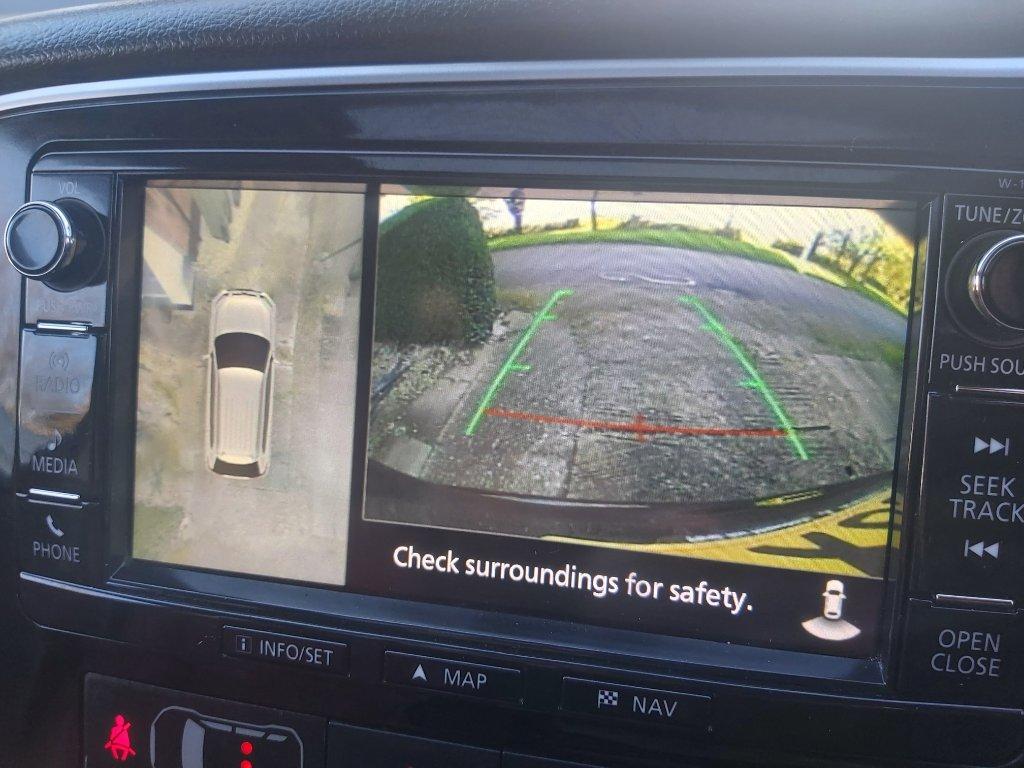 VOL
W-1
TUNE/Z
RADIO
PUSH SOU
MEDIA
SEEK
TRACK
PHONE
Check surroundings for safety.
OPEN
CLOSE
INFO/SET
MAP
NAV